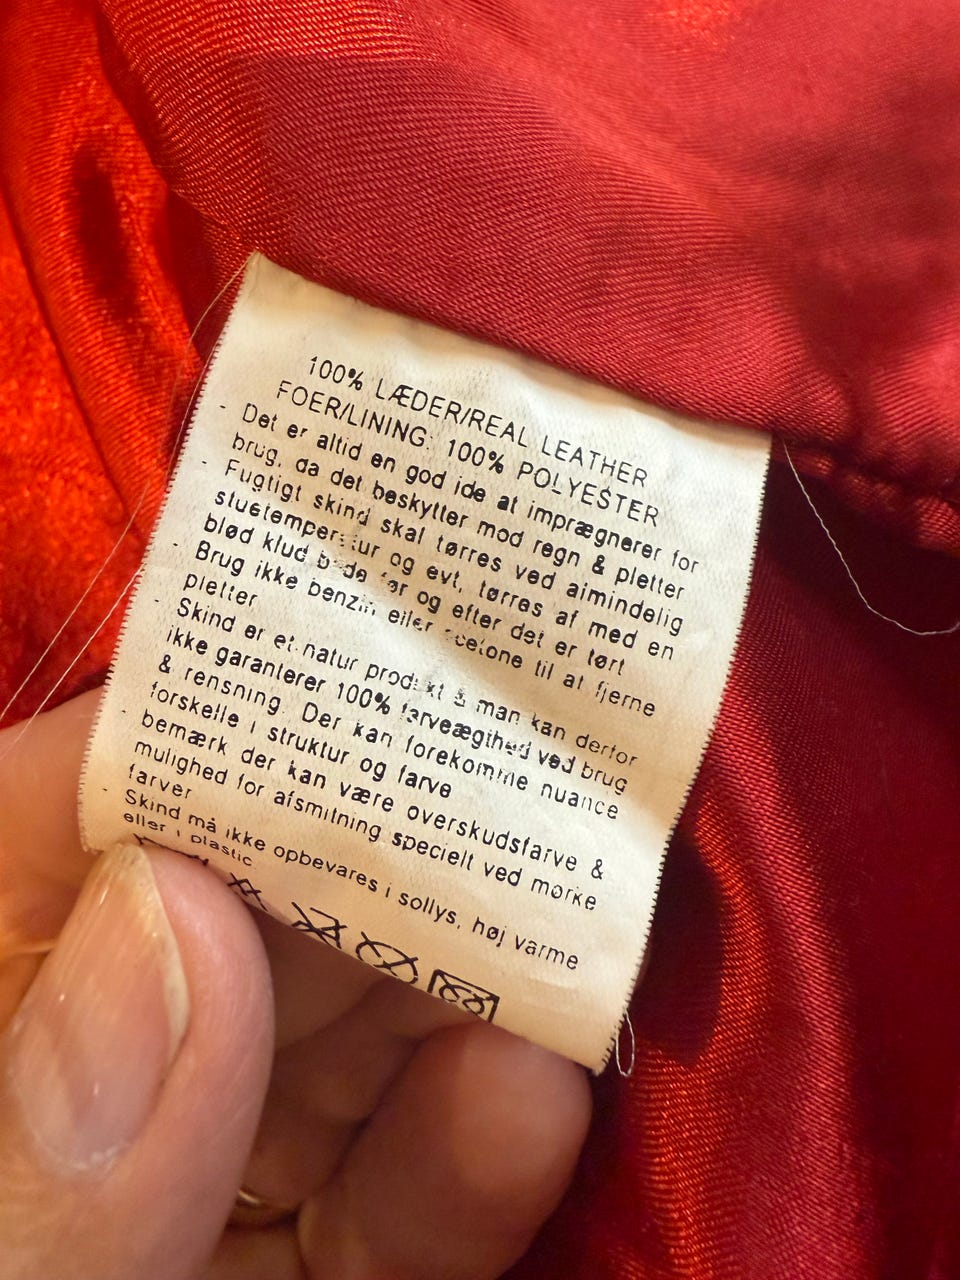 100% LÆDER/REAL LEATHER
FOER/LINING: 100% POLYESTER
- Det er altid en god ide at imprægnerer for
brug, da det beskytter mod regn & pletter
- Fugtigt skind skal tørres ved almindelig
stuetemperatur og evt, tørres af med en
blød klud både før og efter det er tørt
- Brug ikke benzin eller acetone til at fjerne
pletter
- Skind er et natur produkt & man kan derfor
ikke garanterer 100% farveægthed ved brug
& rensning. Der kan forekomme nuance
forskelle i struktur og farve
- bemærk der kan være overskudsfarve &
mulighed for afsmitning specielt ved mørke
farver
- Skind må ikke opbevares i sollys, høj varme
eller i plastic